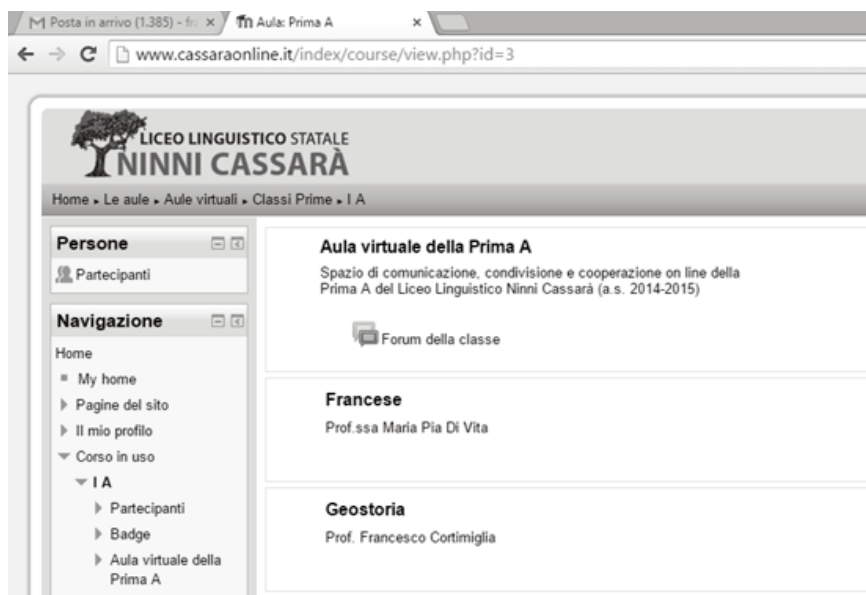 Posta in arrivo (1.385) - fr
Aula: Prima A
www.cassaraonline.it/index/course/view.php?id=3
LICEO LINGUISTICO STATALE
NINNI CASSARÀ
Home ▸ Le aule ▸ Aule virtuali ▸ Classi Prime ▸ I A
Persone
Partecipanti
Navigazione
Home
My home
Pagine del sito
Il mio profilo
Corso in uso
I A
Partecipanti
Badge
Aula virtuale della
Prima A
Aula virtuale della Prima A
Spazio di comunicazione, condivisione e cooperazione on line della
Prima A del Liceo Linguistico Ninni Cassarà (a.s. 2014-2015)
Forum della classe
Francese
Prof.ssa Maria Pia Di Vita
Geostoria
Prof. Francesco Cortimiglia